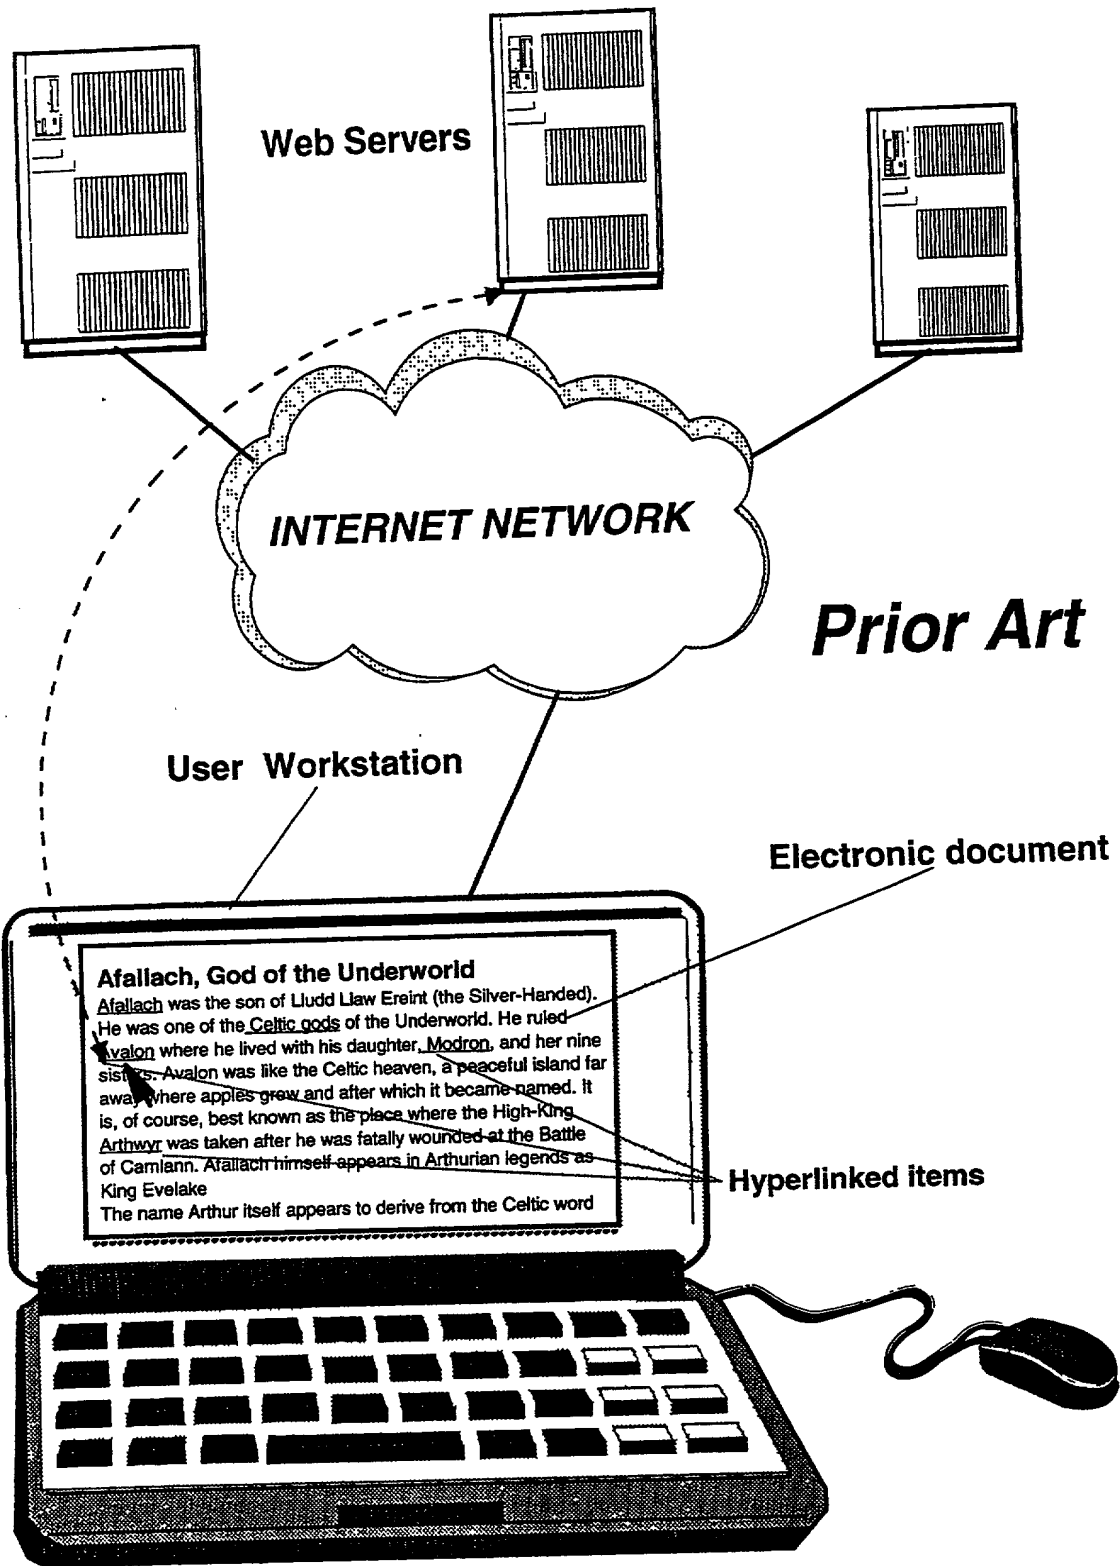 Web Servers
INTERNET NETWORK
Prior Art
User Workstation
Electronic document
Afallach, God of the Underworld
Afallach was the son of Lludd Llaw Ereint (the Silver-Handed).
He was one of the Celtic gods of the Underworld. He ruled
Avalon where he lived with his daughter, Modron, and her nine
sisters. Avalon was like the Celtic heaven, a peaceful island far
away where apples grew and after which it became named. It
is, of course, best known as the place where the High-King
Arthwyr was taken after he was fatally wounded at the Battle
of Camlann. Afallach himself appears in Arthurian legends as
King Evelake
The name Arthur itself appears to derive from the Celtic word
Hyperlinked items